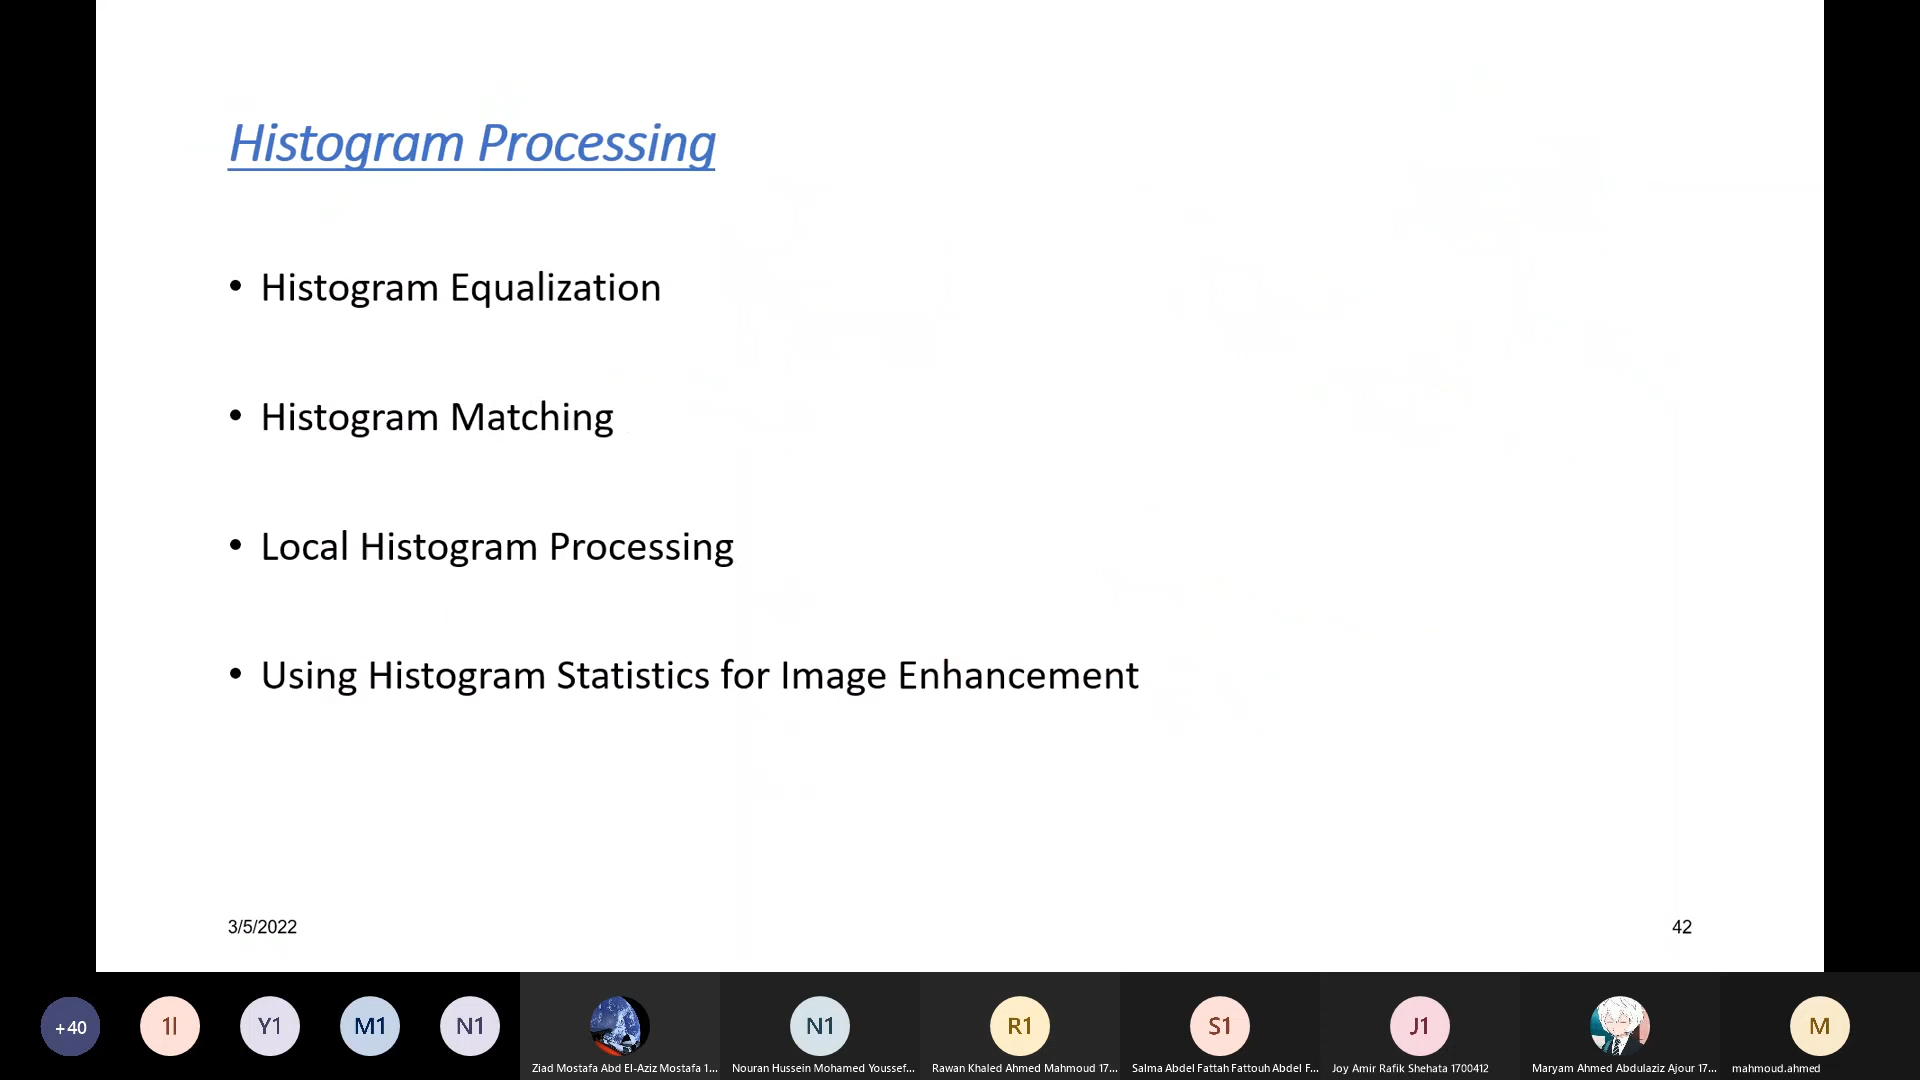 Histogram Processing
• Histogram Equalization
• Histogram Matching
• Local Histogram Processing
• Using Histogram Statistics for Image Enhancement
3/5/2022
42
+40
1l
Y1
M1
N1
N1
R1
S1
J1
M
Ziad Mostafa Abd El-Aziz Mostafa 1...
Nouran Hussein Mohamed Youssef...
Rawan Khaled Ahmed Mahmoud 17...
Salma Abdel Fattah Fattouh Abdel F...
Joy Amir Rafik Shehata 1700412
Maryam Ahmed Abdulaziz Ajour 17...
mahmoud.ahmed